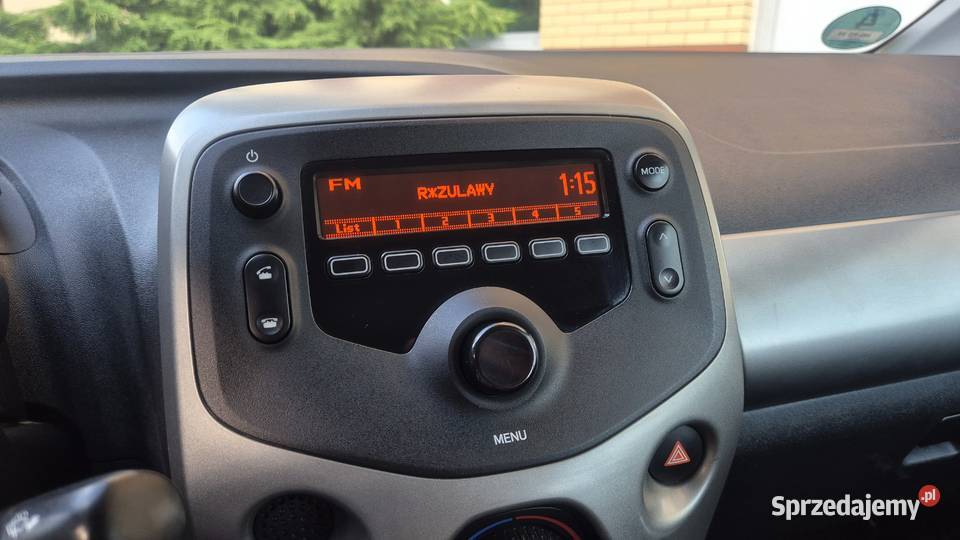 FM
R*ZULAWY
1:15
MODE
List 1 2 3 4 5
MENU
Sprzedajemy.pl